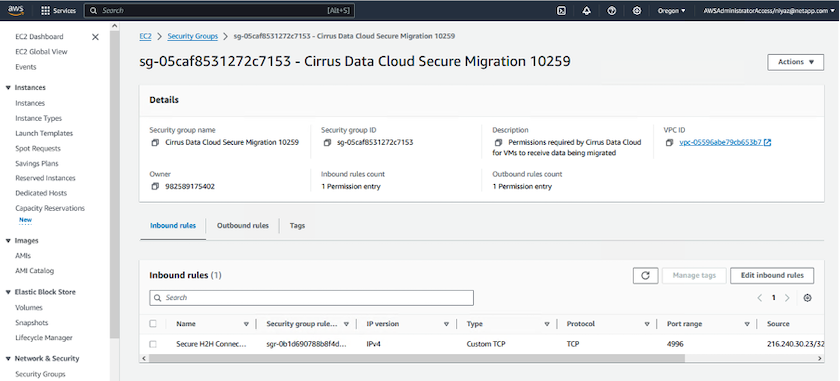 aws
Services
Search
[Alt+S]
Oregon
AWSAdministratorAccess/niyaz@netapp.com
EC2 Dashboard
EC2 Global View
Events
Instances
Instances
Instance Types
Launch Templates
Spot Requests
Savings Plans
Reserved Instances
Dedicated Hosts
Capacity Reservations
New
Images
AMIs
AMI Catalog
Elastic Block Store
Volumes
Snapshots
Lifecycle Manager
Network & Security
Security Groups
EC2 > Security Groups > sg-05caf8531272c7153 - Cirrus Data Cloud Secure Migration 10259
sg-05caf8531272c7153 - Cirrus Data Cloud Secure Migration 10259
Actions
Details
Security group name
Cirrus Data Cloud Secure Migration 10259
Security group ID
sg-05caf8531272c7153
Description
Permissions required by Cirrus Data Cloud
for VMs to receive data being migrated
VPC ID
vpc-05596abe79cb653b7
Owner
982589175402
Inbound rules count
1 Permission entry
Outbound rules count
1 Permission entry
Inbound rules
Outbound rules
Tags
Inbound rules (1)
Manage tags
Edit inbound rules
Search
1
Name
Security group rule...
IP version
Type
Protocol
Port range
Source
Secure H2H Connec...
sgr-0b1d690788b8f4d...
IPv4
Custom TCP
TCP
4996
216.240.30.23/32